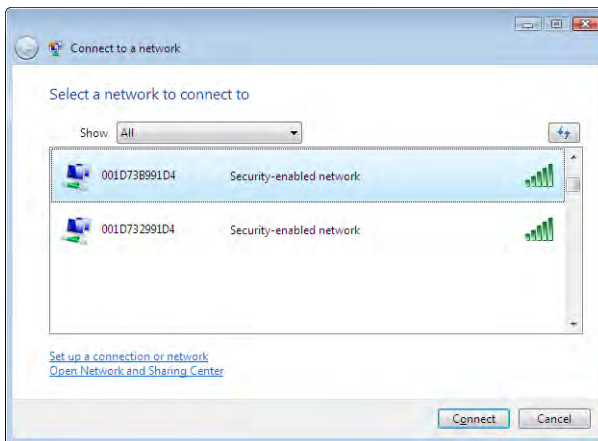 Connect to a network
Select a network to connect to
Show All
001D73B991D4 Security-enabled network
001D732991D4 Security-enabled network
Set up a connection or network
Open Network and Sharing Center
Connect Cancel